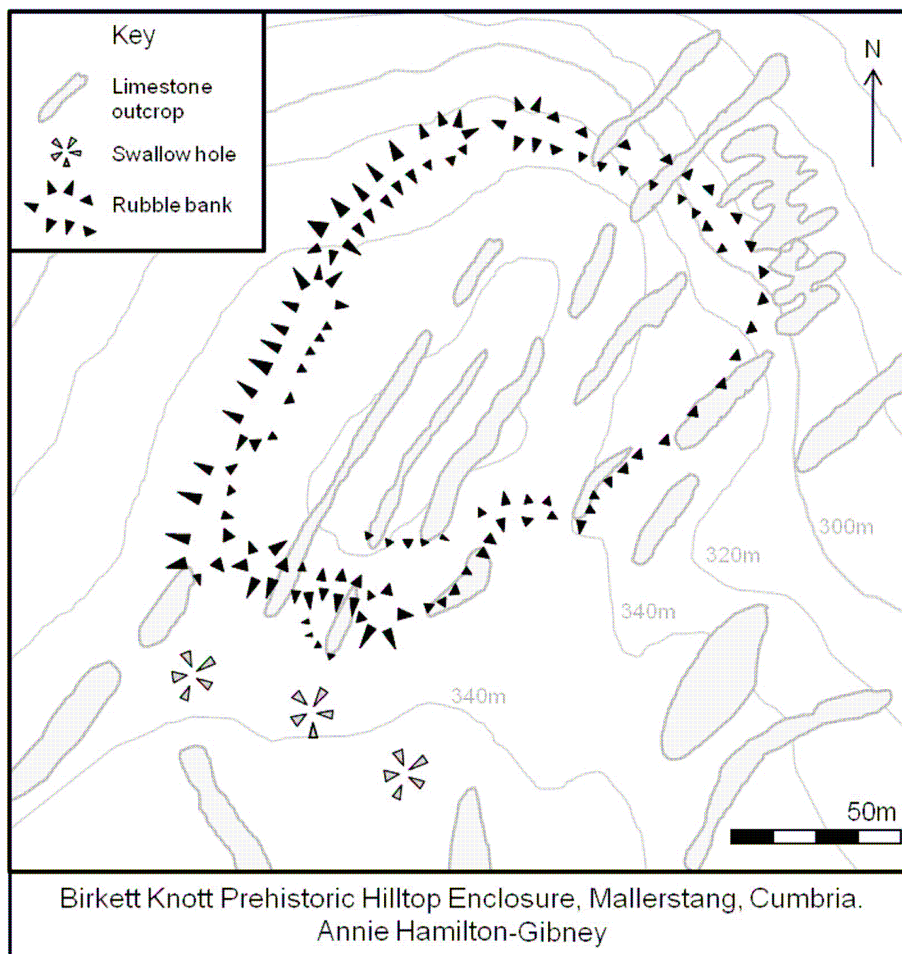 Key
Limestone
outcrop
Swallow hole
Rubble bank
N
300m
320m
340m
340m
50m
Birkett Knott Prehistoric Hilltop Enclosure, Mallerstang, Cumbria.
Annie Hamilton-Gibney